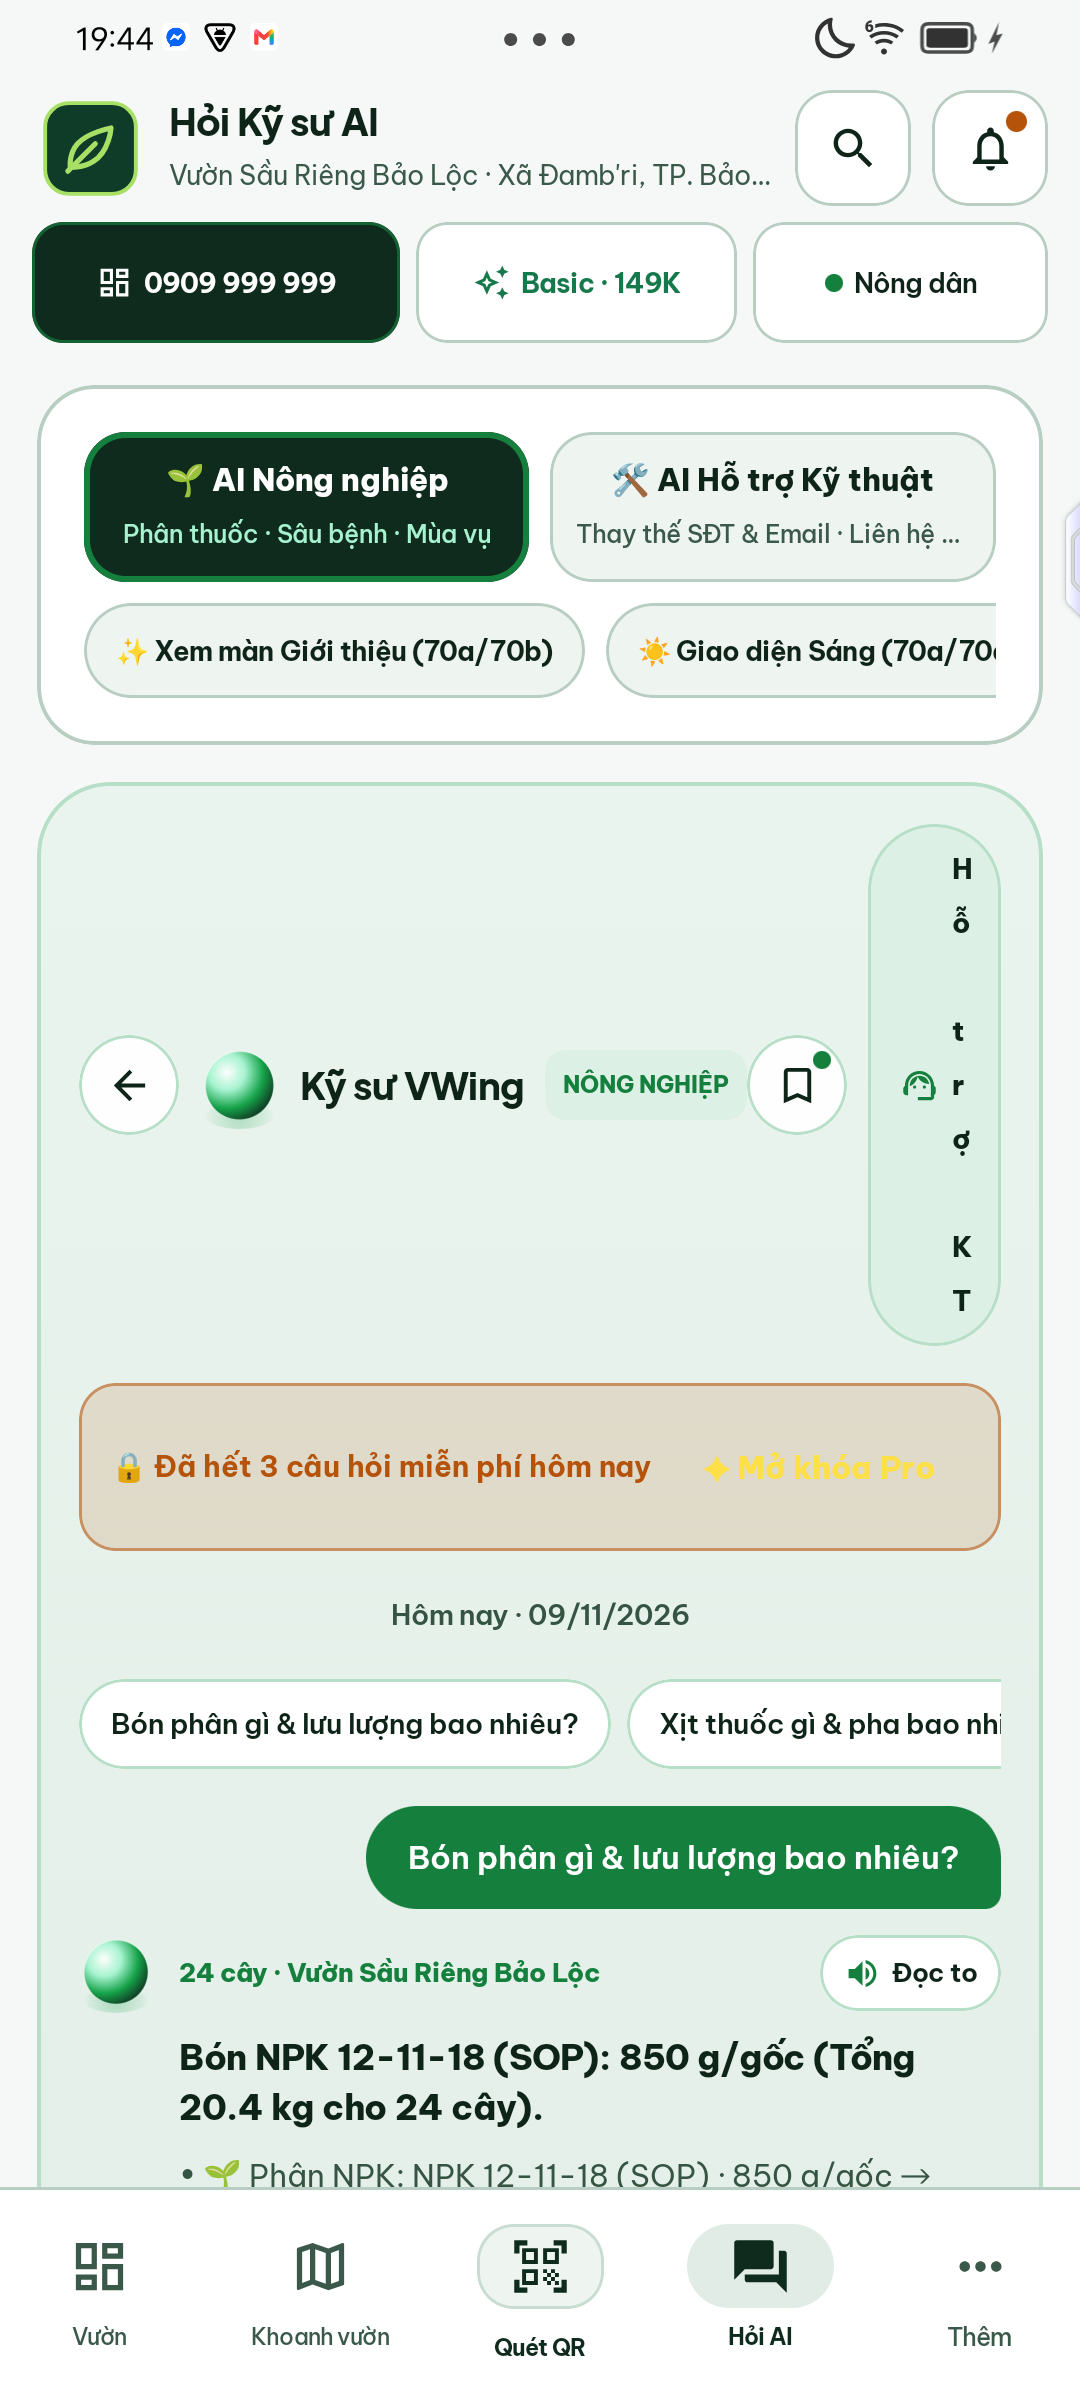 19:44
Hỏi Kỹ sư AI
Vườn Sầu Riêng Bảo Lộc · Xã Đamb'ri, TP. Bảo...
0909 999 999
Basic · 149K
Nông dân
🌱 AI Nông nghiệp
Phân thuốc · Sâu bệnh · Mùa vụ
🛠️ AI Hỗ trợ Kỹ thuật
Thay thế SĐT & Email · Liên hệ ...
✨ Xem màn Giới thiệu (70a/70b)
☀️ Giao diện Sáng (70a/70
Kỹ sư VWing
NÔNG NGHIỆP
Hỗ trợ KT
🔒 Đã hết 3 câu hỏi miễn phí hôm nay
✦ Mở khóa Pro
Hôm nay · 09/11/2026
Bón phân gì & lưu lượng bao nhiêu?
Xịt thuốc gì & pha bao nhi
Bón phân gì & lưu lượng bao nhiêu?
24 cây · Vườn Sầu Riêng Bảo Lộc
Đọc to
Bón NPK 12-11-18 (SOP): 850 g/gốc (Tổng
20.4 kg cho 24 cây).
• 🌱 Phân NPK: NPK 12-11-18 (SOP) · 850 g/gốc →
Vườn
Khoanh vườn
Quét QR
Hỏi AI
Thêm